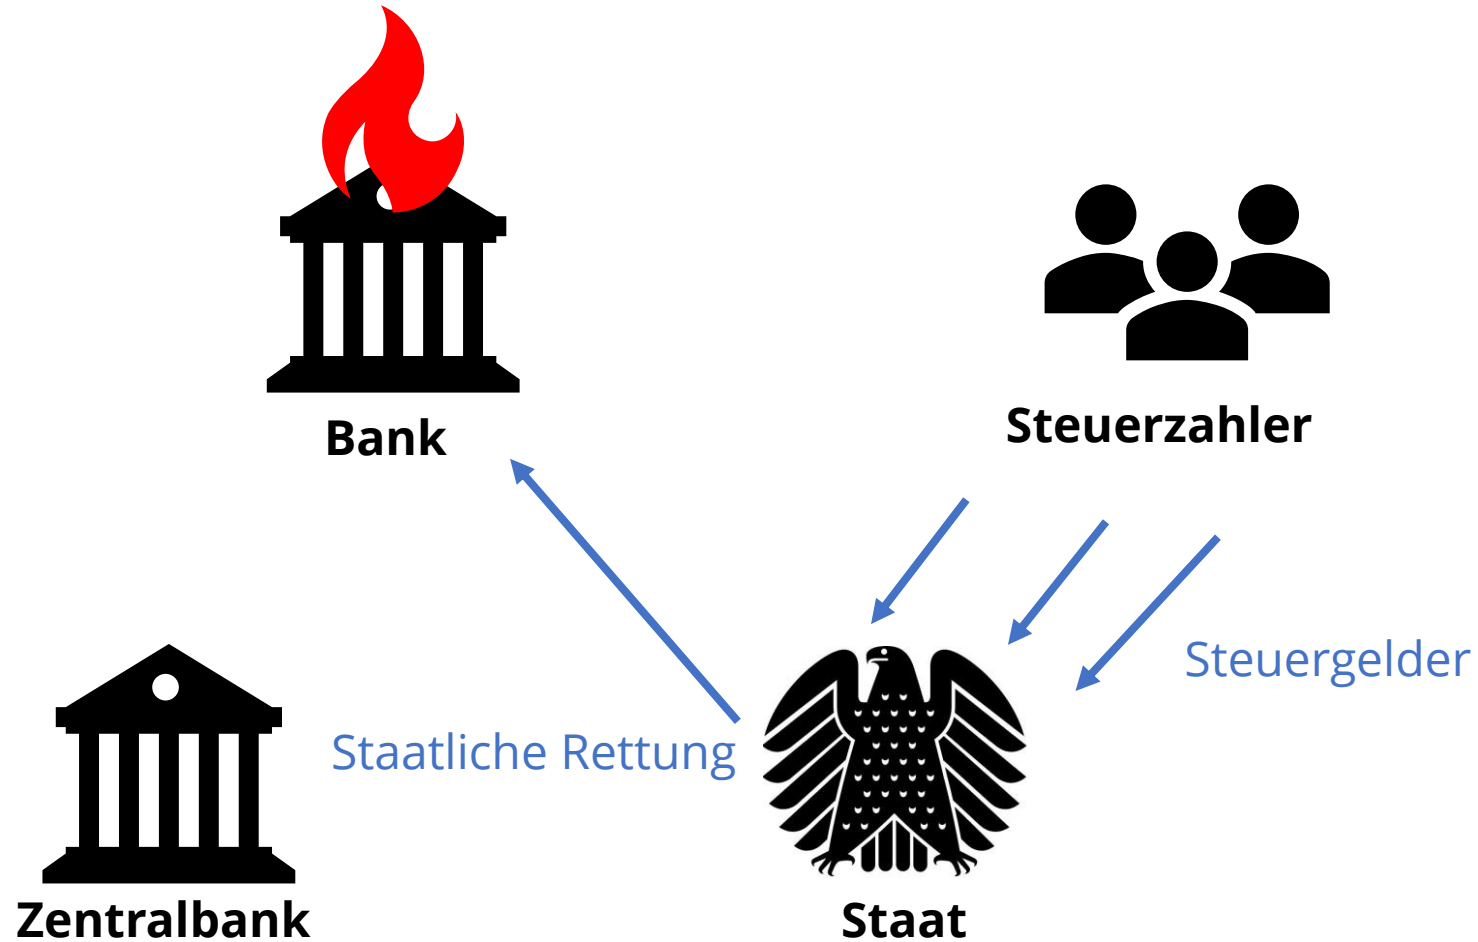 Bank
Steuerzahler
Steuergelder
Staatliche Rettung
Zentralbank
Staat